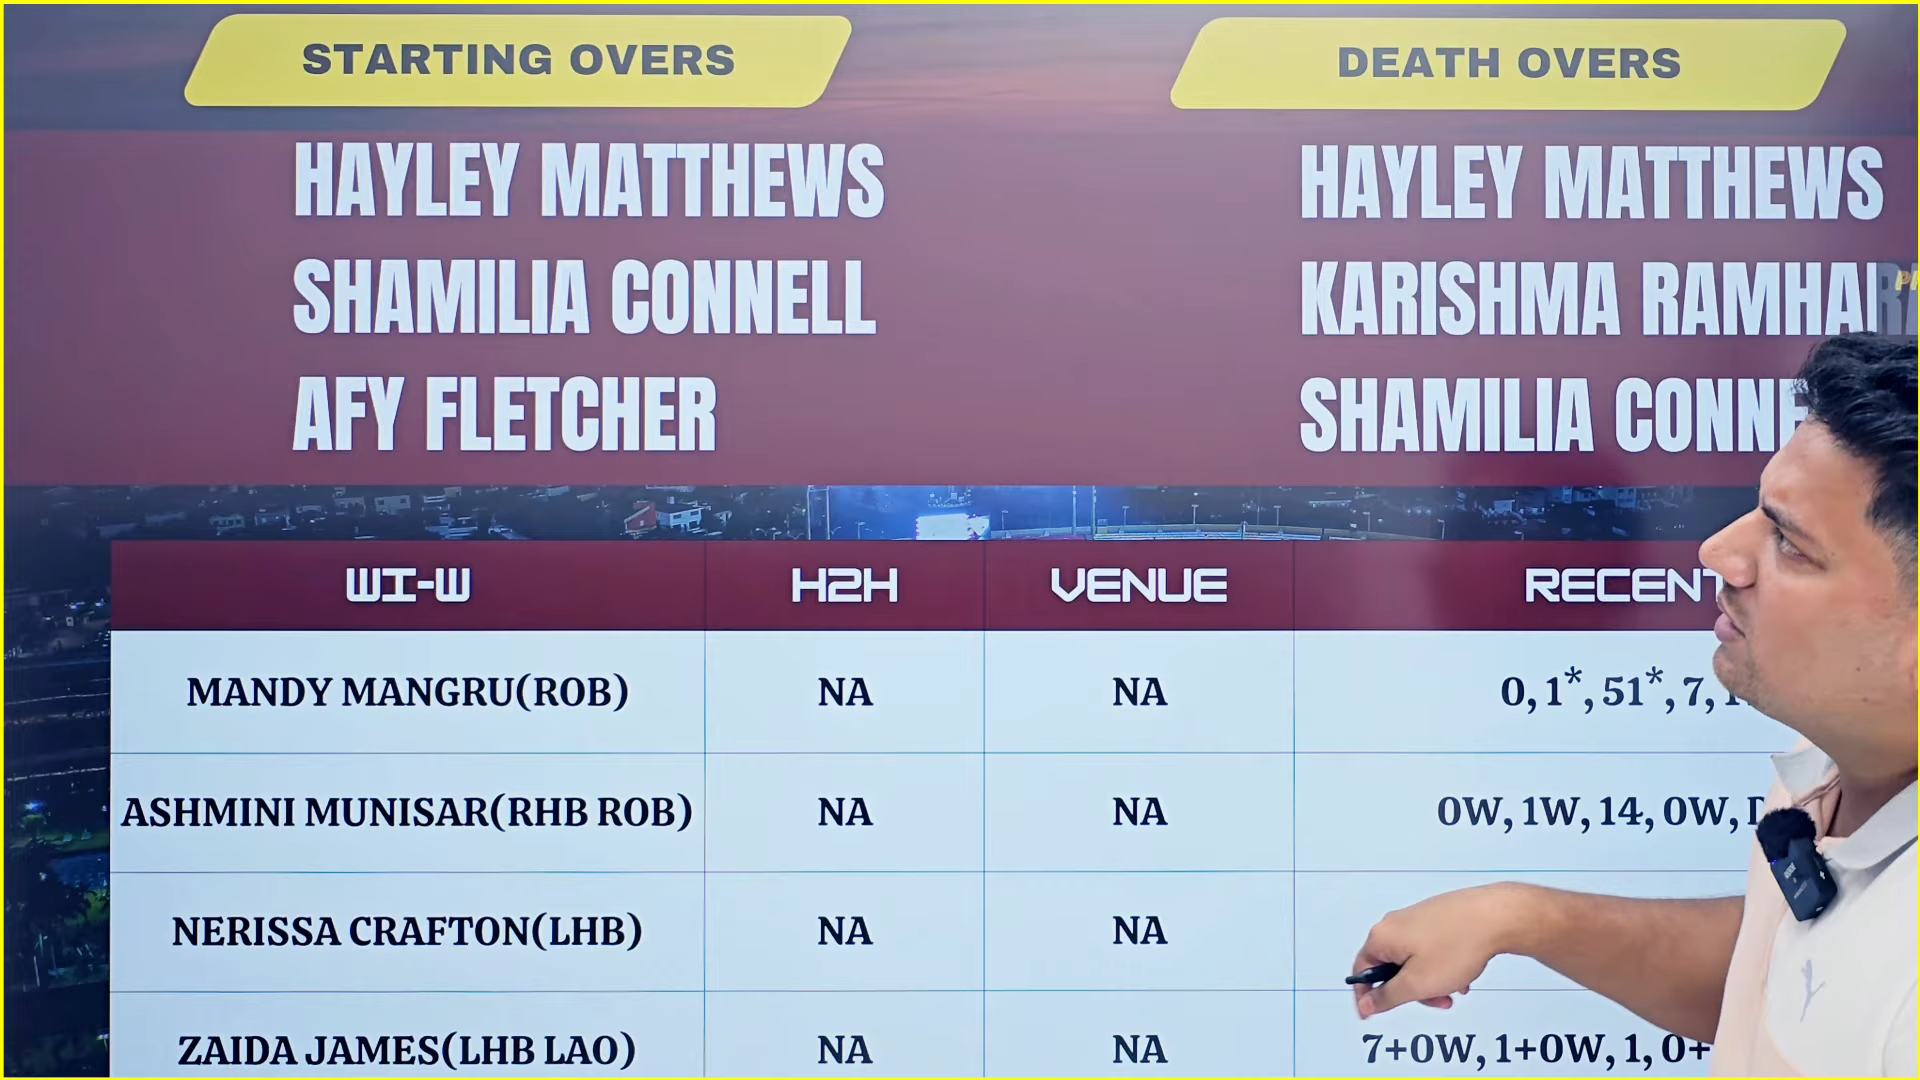 STARTING OVERS
DEATH OVERS
HAYLEY MATTHEWS
SHAMILIA CONNELL
AFY FLETCHER
HAYLEY MATTHEWS
KARISHMA
SHAMILIA
WI-W H2H VENUE RECENT
MANDY MANGRU(ROB) NA NA 0, 1*, 51*, 7,
ASHMINI MUNISAR(RHB ROB) NA NA 0W, 1W, 14, 0W,
NERISSA CRAFTON(LHB) NA NA
ZAIDA JAMES(LHB LAO) NA NA 7+0W, 1+0W, 1, 0+